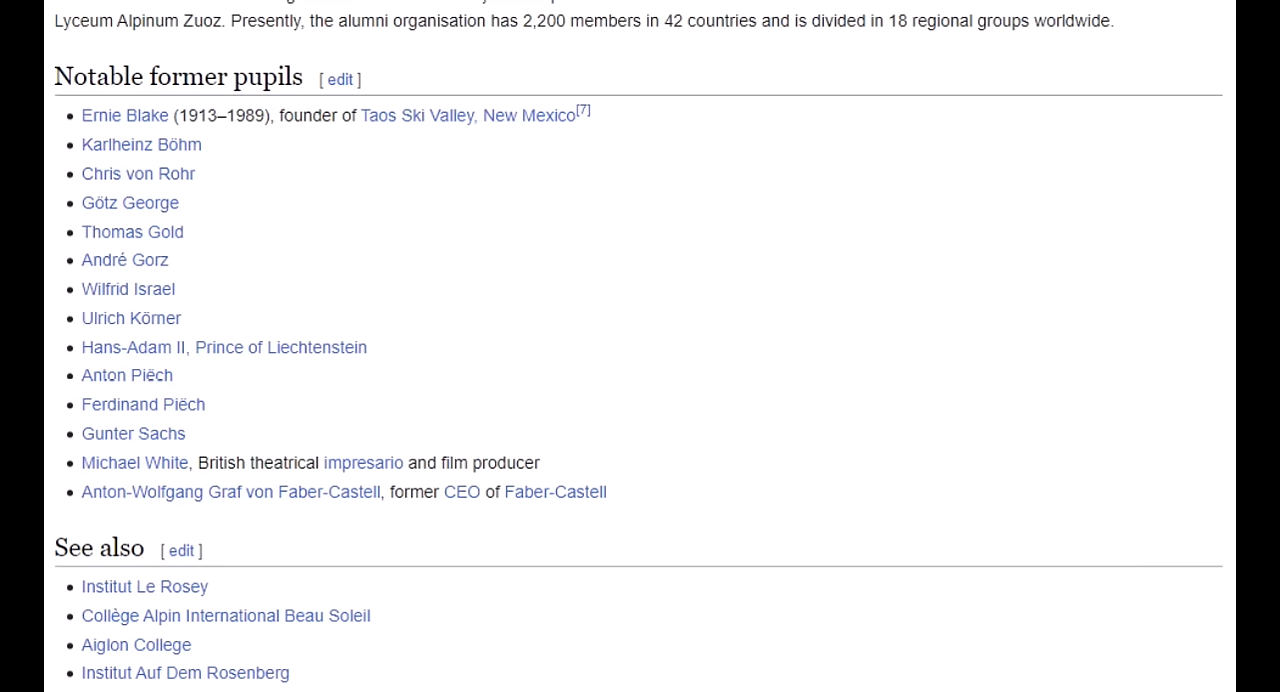 Lyceum Alpinum Zuoz. Presently, the alumni organisation has 2,200 members in 42 countries and is divided in 18 regional groups worldwide.
Notable former pupils [ edit ]
Ernie Blake (1913–1989), founder of Taos Ski Valley, New Mexico[7]
Karlheinz Böhm
Chris von Rohr
Götz George
Thomas Gold
André Gorz
Wilfrid Israel
Ulrich Körner
Hans-Adam II, Prince of Liechtenstein
Anton Piëch
Ferdinand Piëch
Gunter Sachs
Michael White, British theatrical impresario and film producer
Anton-Wolfgang Graf von Faber-Castell, former CEO of Faber-Castell
See also [ edit ]
Institut Le Rosey
Collège Alpin International Beau Soleil
Aiglon College
Institut Auf Dem Rosenberg